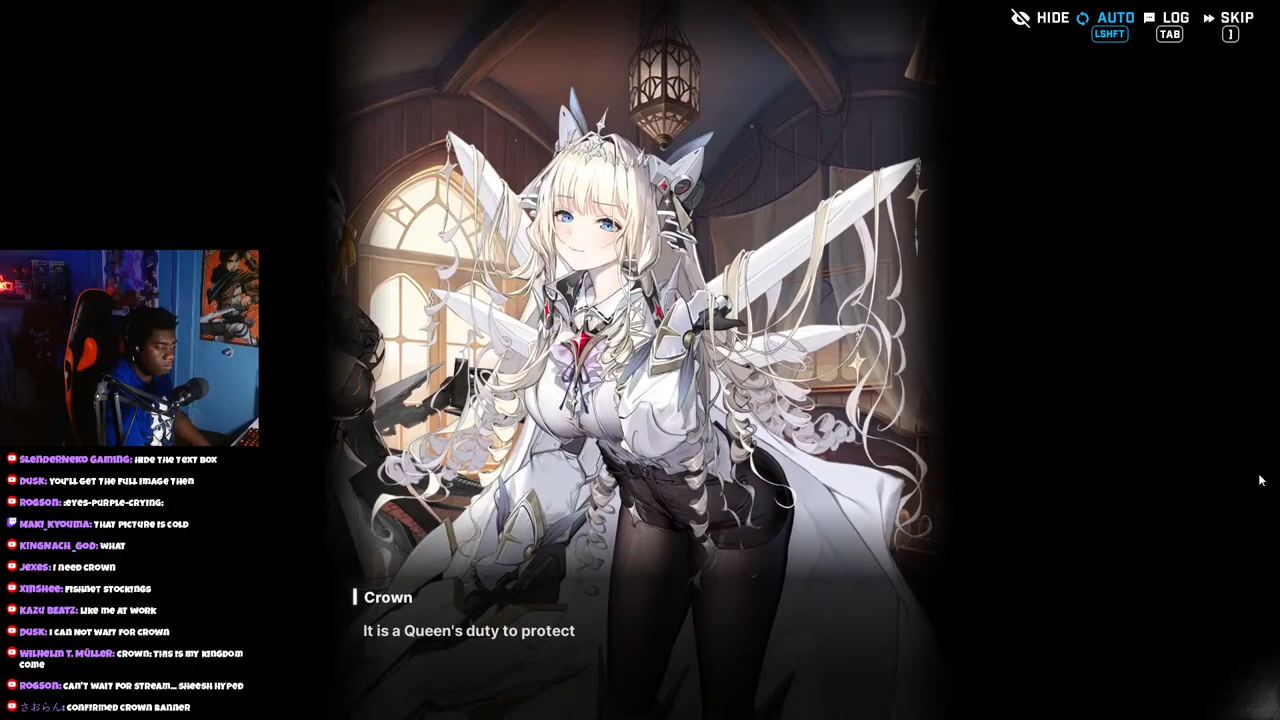 HIDE AUTO LOG SKIP
LSHFT TAB ]
SLENDERNEKO GAMING: HIDE THE TEXT BOX
DUSK: YOU'LL GET THE FULL IMAGE THEN
ROGSON: :EYES-PURPLE-CRYING:
MAKI_KYOUMA: THAT PICTURE IS COLD
KINGNACH_GOD: WHAT
JEXES: I NEED CROWN
XINSHEE: FISHNET STOCKINGS
KAZU BEATZ: LIKE ME AT WORK
DUSK: I CAN NOT WAIT FOR CROWN
WILHELM T. MÜLLER: CROWN: THIS IS MY KINGDOM
COME
ROGSON: CAN'T WAIT FOR STREAM... SHEESH HYPED
さおらん: CONFIRMED CROWN BANNER
Crown
It is a Queen's duty to protect